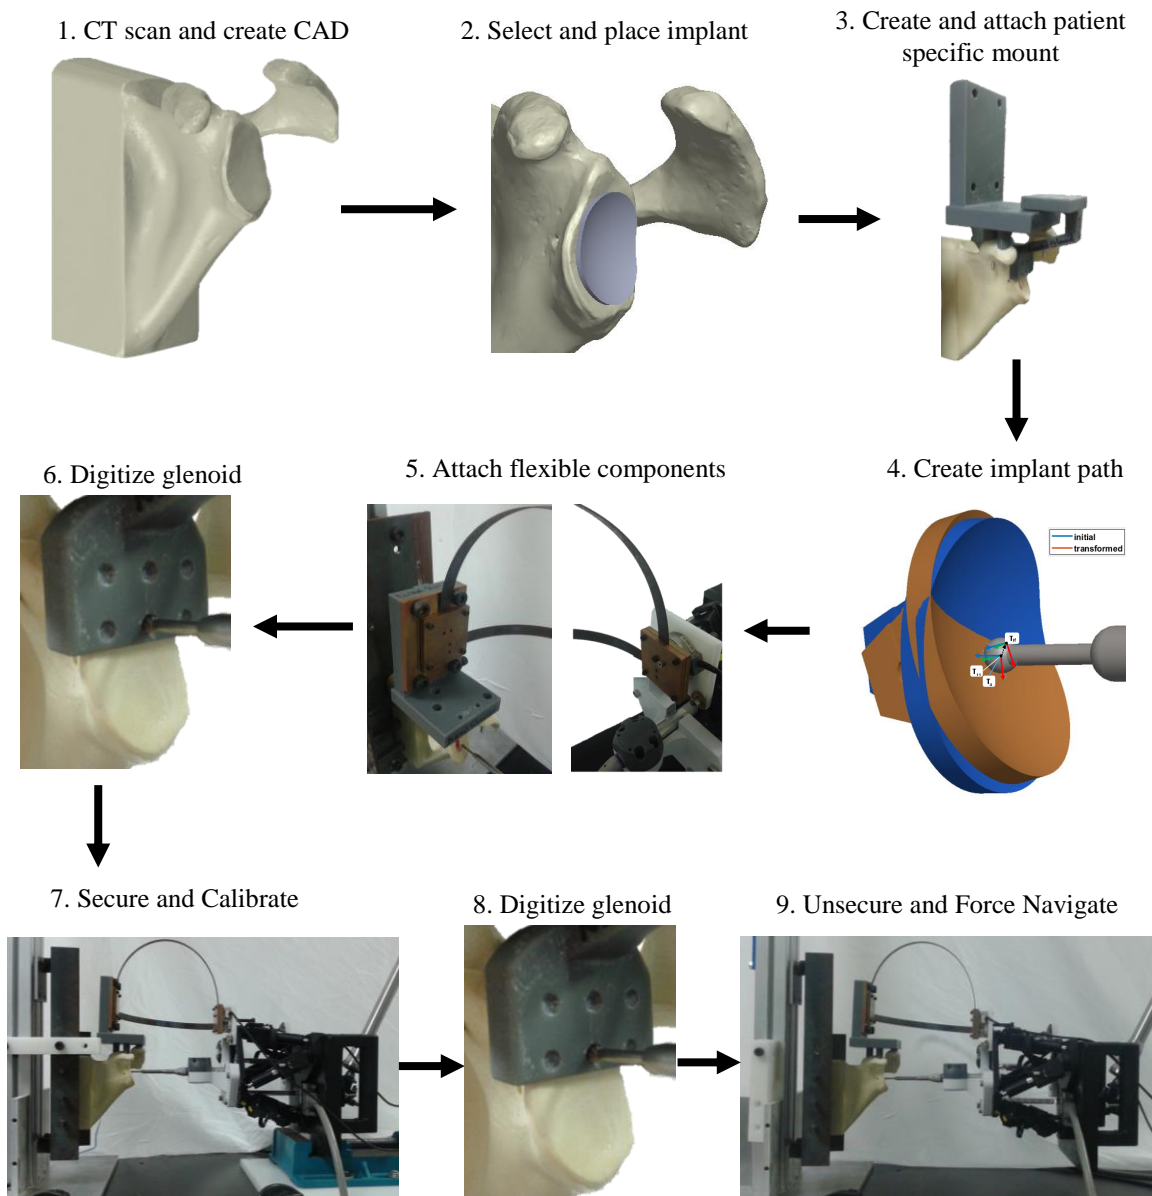 1. CT scan and create CAD
2. Select and place implant
3. Create and attach patient
specific mount
4. Create implant path
initial
transformed
5. Attach flexible components
6. Digitize glenoid
7. Secure and Calibrate
8. Digitize glenoid
9. Unsecure and Force Navigate